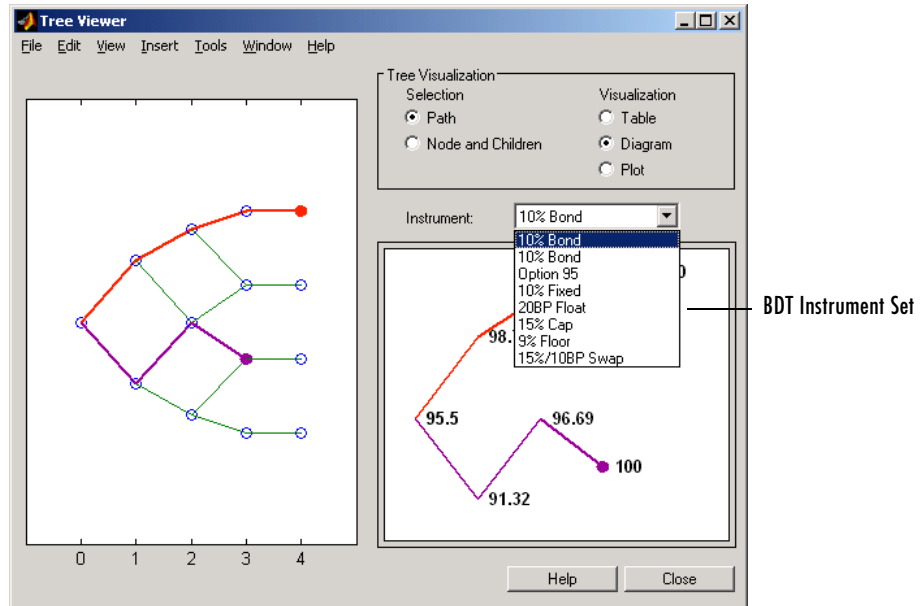 Tree Viewer
File Edit View Insert Tools Window Help
Tree Visualization
Selection Visualization
Path Table
Node and Children Diagram
Plot
Instrument: 10% Bond
10% Bond
10% Bond
Option 95
10% Fixed
20BP Float
15% Cap
9% Floor
15%/10BP Swap
BDT Instrument Set
95.5
96.69
100
91.32
0 1 2 3 4
Help Close